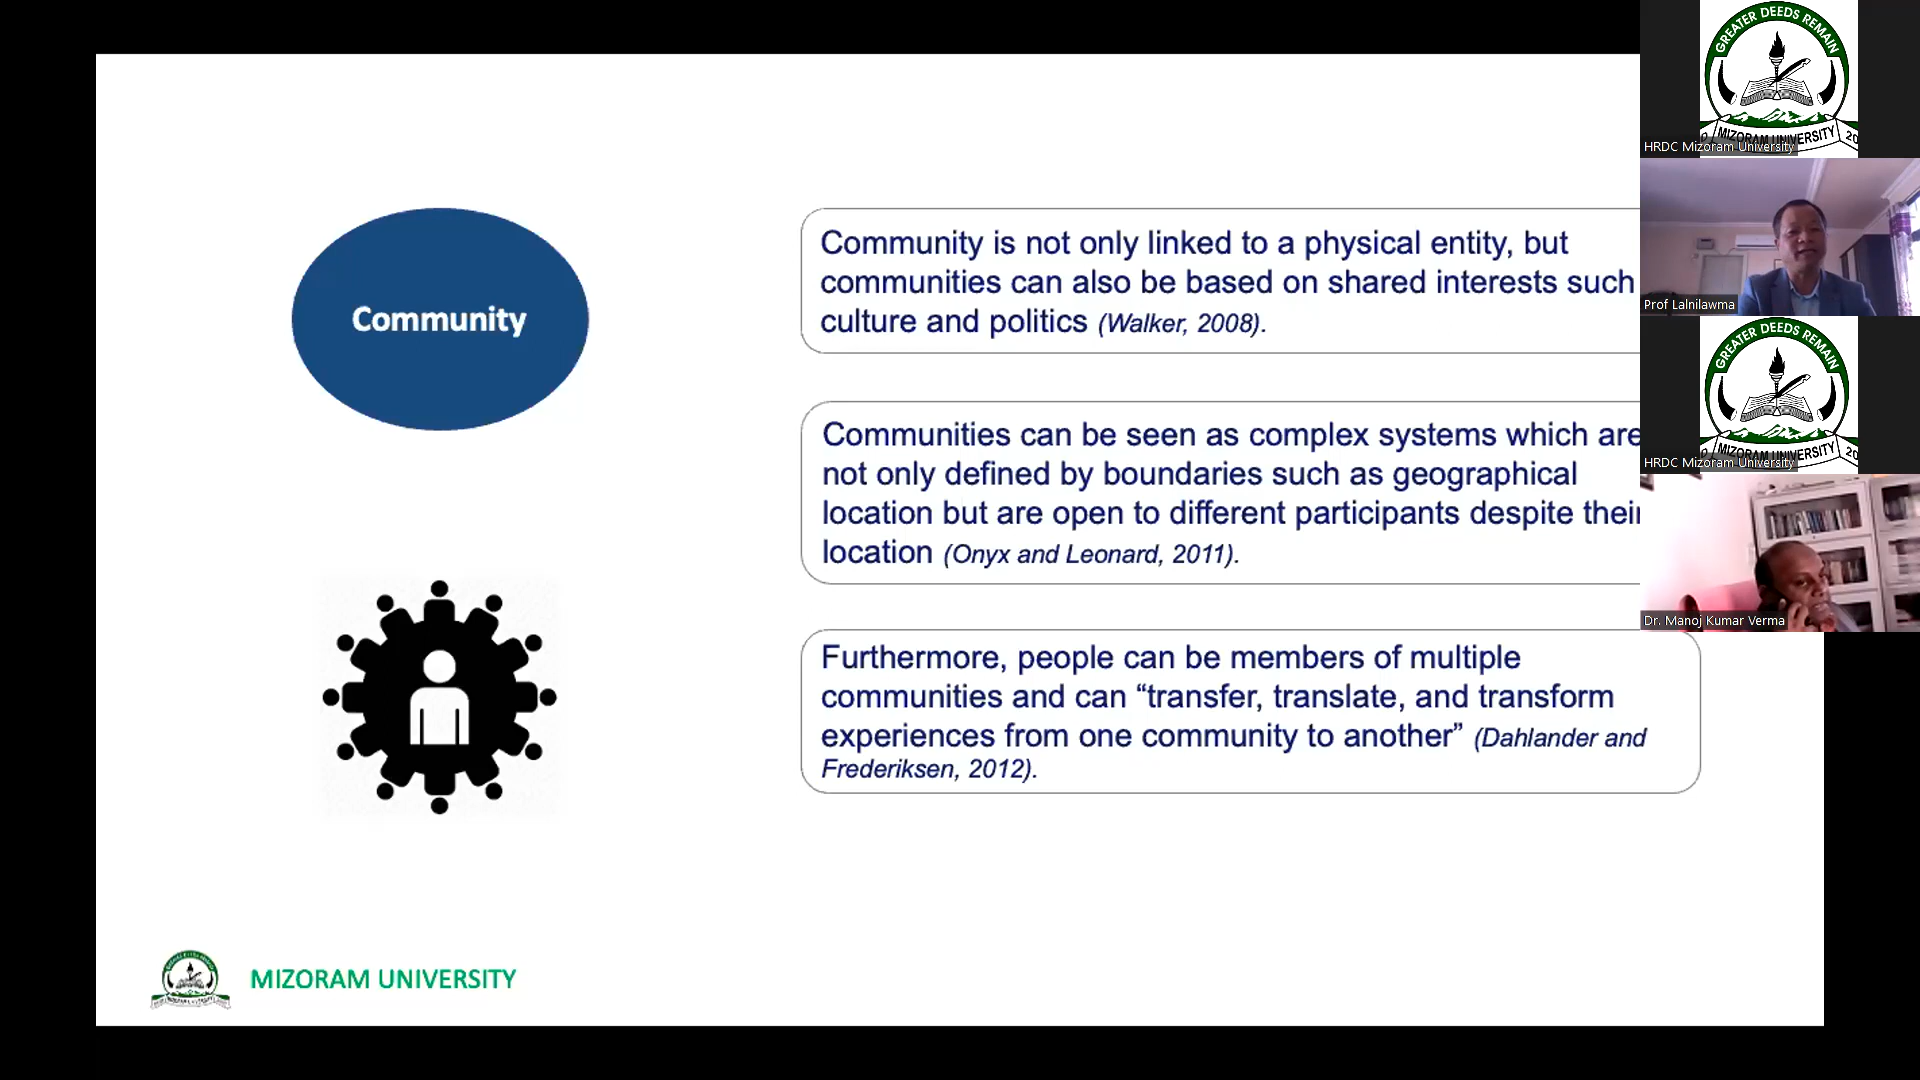 Community
Community is not only linked to a physical entity, but
communities can also be based on shared interests such
culture and politics (Walker, 2008).
Communities can be seen as complex systems which are
not only defined by boundaries such as geographical
location but are open to different participants despite their
location (Onyx and Leonard, 2011).
Furthermore, people can be members of multiple
communities and can “transfer, translate, and transform
experiences from one community to another” (Dahlander and
Frederiksen, 2012).
MIZORAM UNIVERSITY
GREATER DEEDS REMAIN
MIZORAM UNIVERSITY
HRDC Mizoram University
Prof Lalnilawma
GREATER DEEDS REMAIN
MIZORAM UNIVERSITY
HRDC Mizoram University
Dr. Manoj Kumar Verma